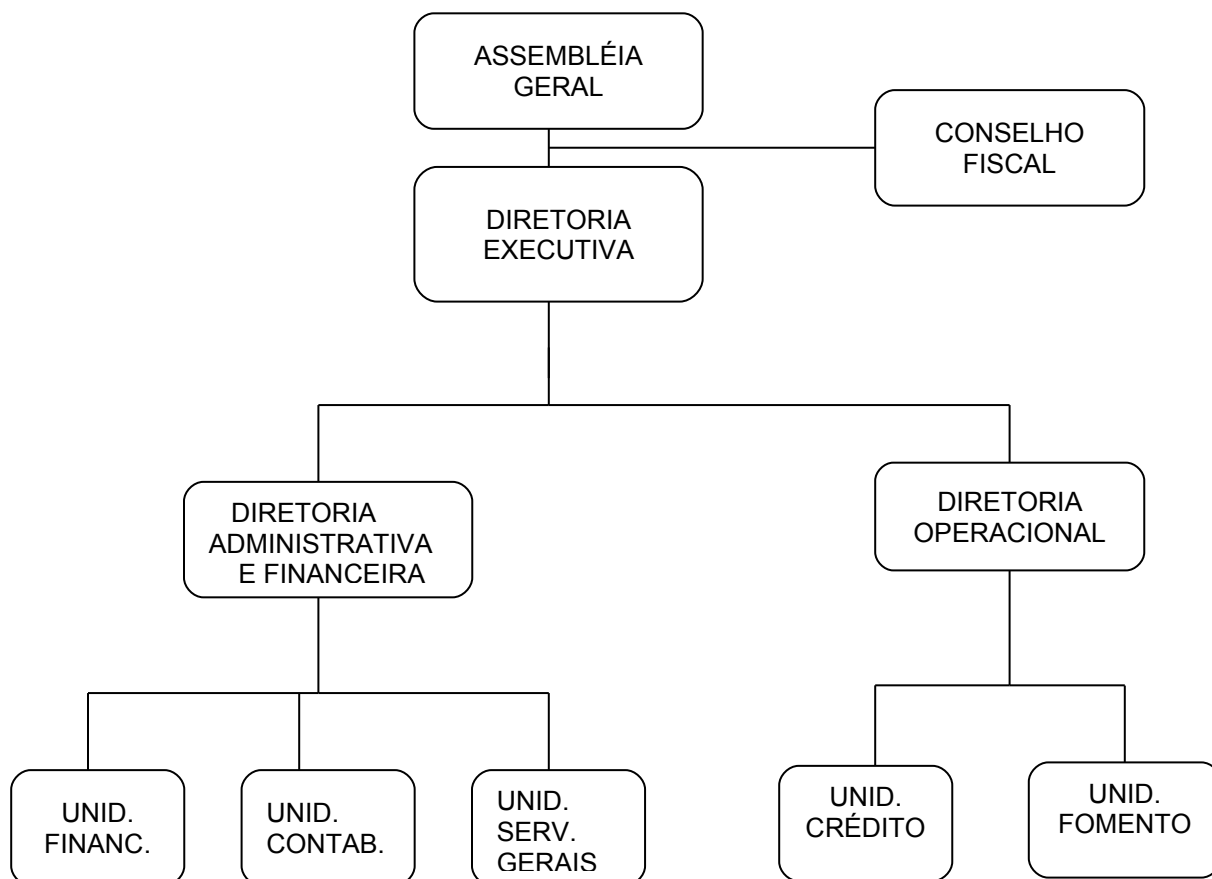 ASSEMBLÉIA
GERAL
CONSELHO
FISCAL
DIRETORIA
EXECUTIVA
DIRETORIA
ADMINISTRATIVA
E FINANCEIRA
DIRETORIA
OPERACIONAL
UNID.
FINANC.
UNID.
CONTAB.
UNID.
SERV.
GERAIS
UNID.
CRÉDITO
UNID.
FOMENTO